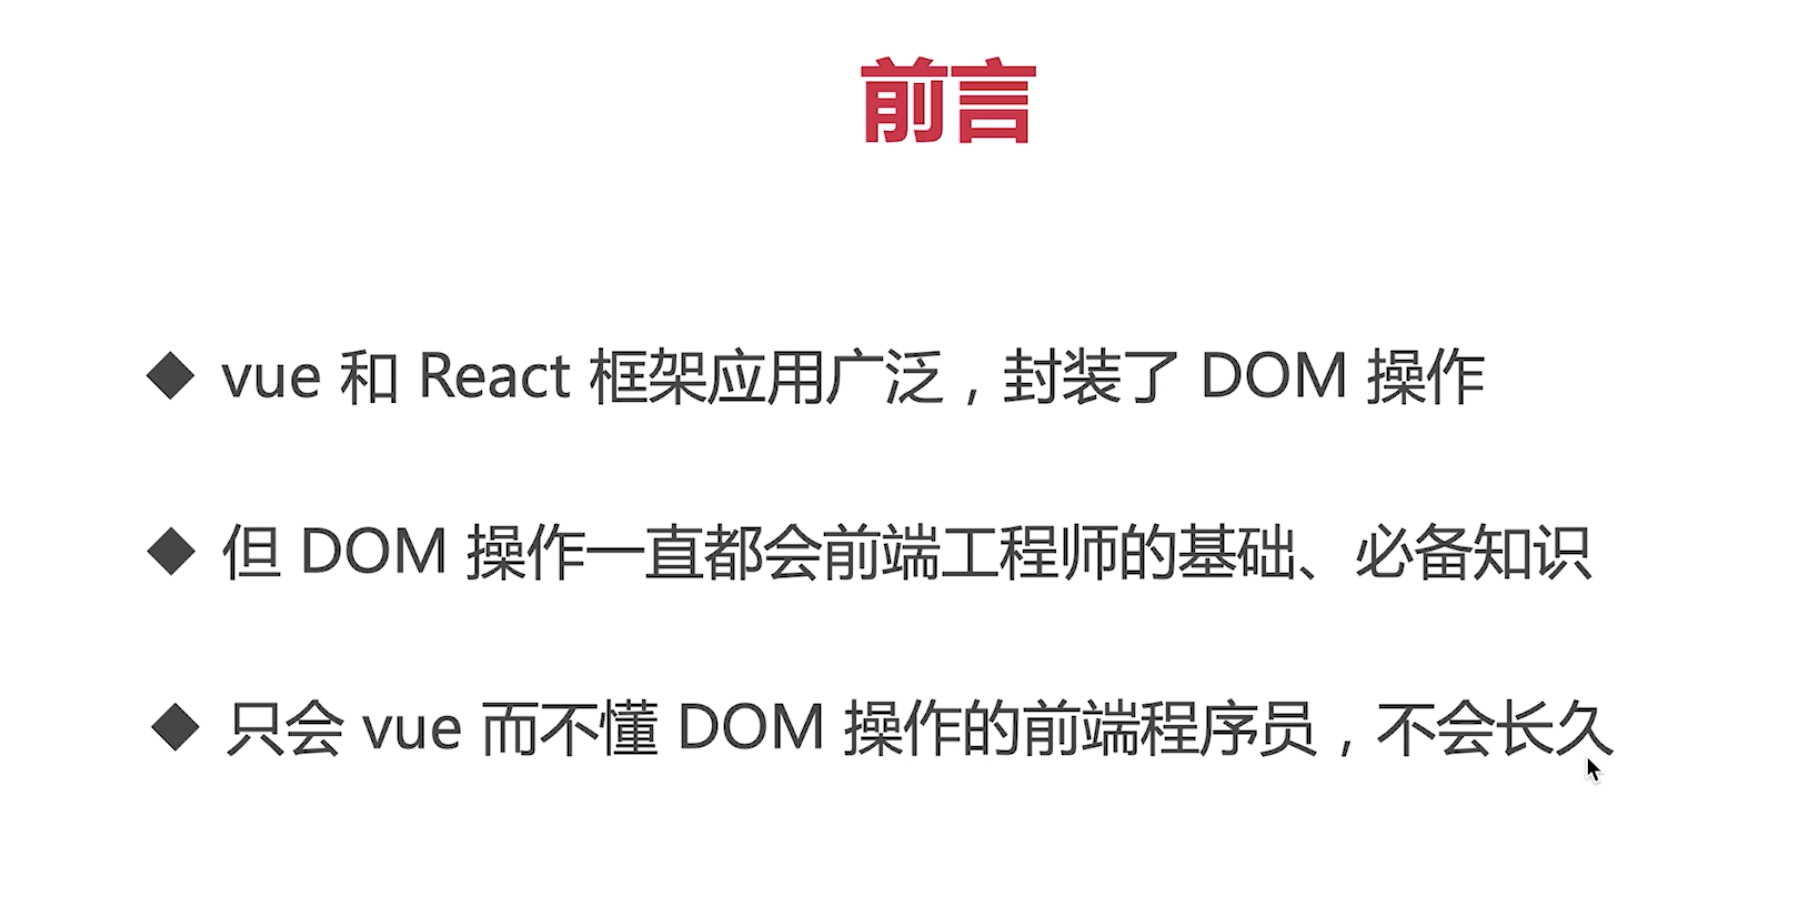 前言
◆ vue 和 React 框架应用广泛，封装了 DOM 操作
◆ 但 DOM 操作一直都会前端工程师的基础、必备知识
◆ 只会 vue 而不懂 DOM 操作的前端程序员，不会长久